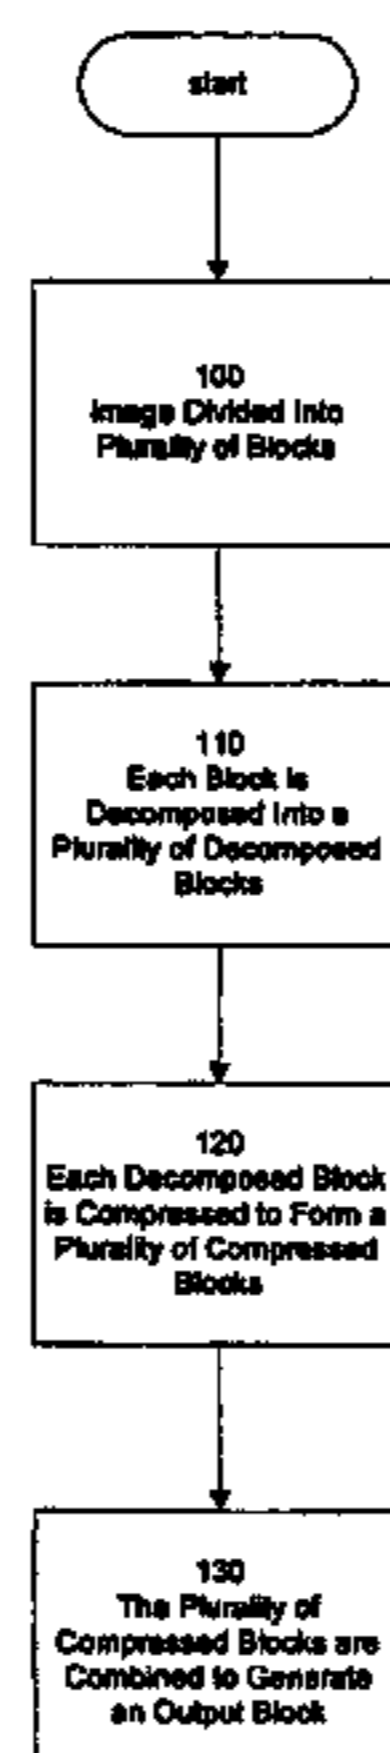 start
100
Image Divided Into
Plurality of Blocks
110
Each Block is
Decomposed Into a
Plurality of Decomposed
Blocks
120
Each Decomposed Block
is Compressed to Form a
Plurality of Compressed
Blocks
130
The Plurality of
Compressed Blocks are
Combined to Generate
an Output Block